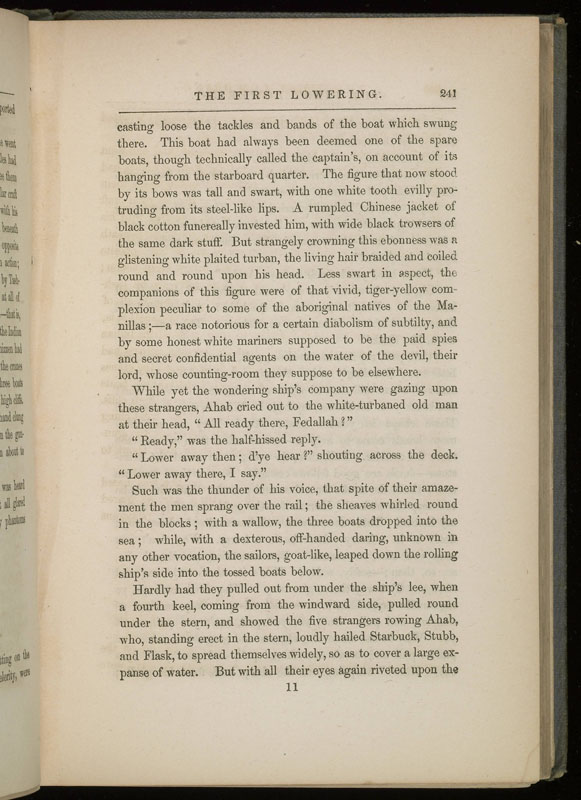 THE FIRST LOWERING. 241
casting loose the tackles and bands of the boat which swung
there. This boat had always been deemed one of the spare
boats, though technically called the captain's, on account of its
hanging from the starboard quarter. The figure that now stood
by its bows was tall and swart, with one white tooth evilly pro-
truding from its steel-like lips. A rumpled Chinese jacket of
black cotton funereally invested him, with wide black trowsers of
the same dark stuff. But strangely crowning this ebonness was a
glistening white plaited turban, the living hair braided and coiled
round and round upon his head. Less swart in aspect, the
companions of this figure were of that vivid, tiger-yellow com-
plexion peculiar to some of the aboriginal natives of the Ma-
nillas;—a race notorious for a certain diabolism of subtilty, and
by some honest white mariners supposed to be the paid spies
and secret confidential agents on the water of the devil, their
lord, whose counting-room they suppose to be elsewhere.
While yet the wondering ship's company were gazing upon
these strangers, Ahab cried out to the white-turbaned old man
at their head, "All ready there, Fedallah?"
"Ready," was the half-hissed reply.
"Lower away then; d'ye hear?" shouting across the deck.
"Lower away there, I say."
Such was the thunder of his voice, that spite of their amaze-
ment the men sprang over the rail; the sheaves whirled round
in the blocks; with a wallow, the three boats dropped into the
sea; while, with a dexterous, off-handed daring, unknown in
any other vocation, the sailors, goat-like, leaped down the rolling
ship's side into the tossed boats below.
Hardly had they pulled out from under the ship's lee, when
a fourth keel, coming from the windward side, pulled round
under the stern, and showed the five strangers rowing Ahab,
who, standing erect in the stern, loudly hailed Starbuck, Stubb,
and Flask, to spread themselves widely, so as to cover a large ex-
panse of water. But with all their eyes again riveted upon the
11